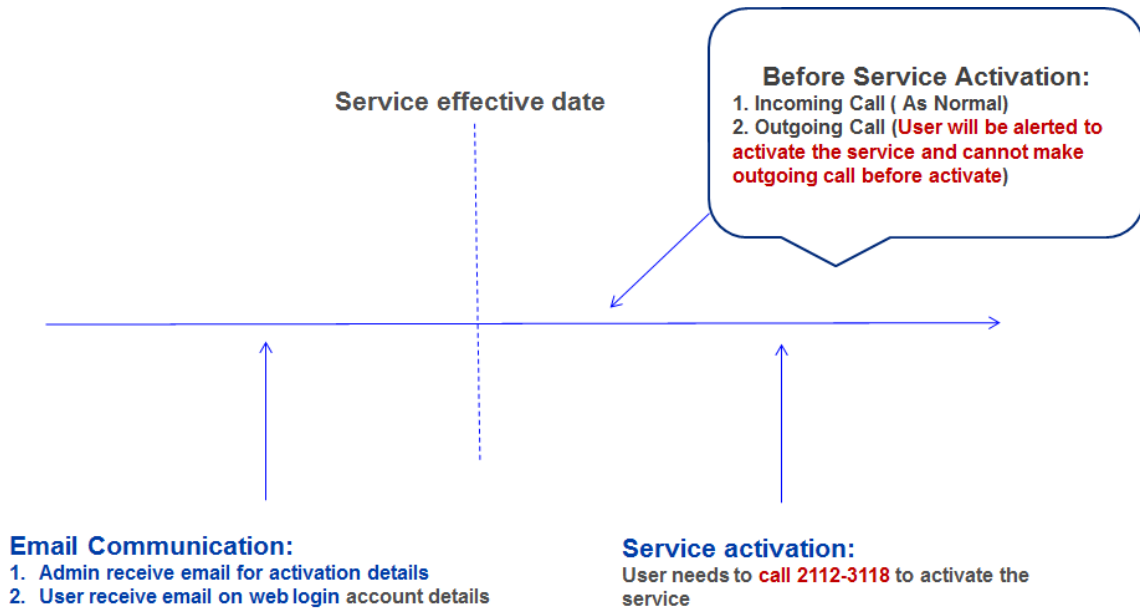 Service effective date
Before Service Activation:
1. Incoming Call ( As Normal)
2. Outgoing Call (User will be alerted to
activate the service and cannot make
outgoing call before activate)
Email Communication:
1. Admin receive email for activation details
2. User receive email on web login account details
Service activation:
User needs to call 2112-3118 to activate the
service